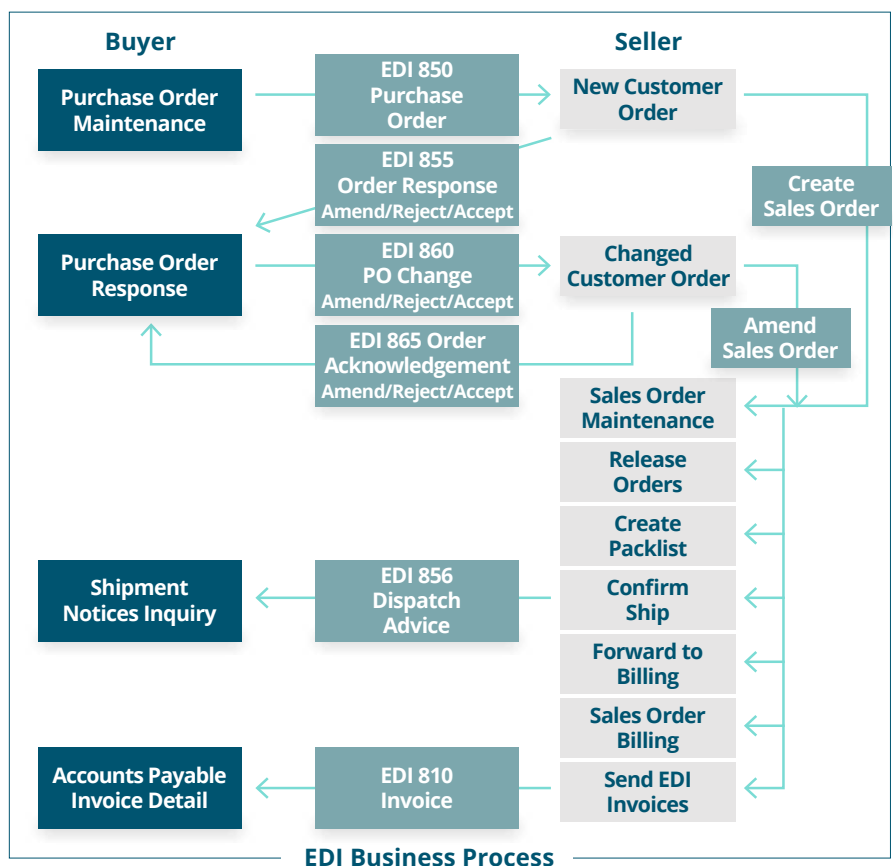 Buyer
Seller
Purchase Order
Maintenance
EDI 850
Purchase
Order
New Customer
Order
EDI 855
Order Response
Amend/Reject/Accept
Create
Sales Order
Purchase Order
Response
EDI 860
PO Change
Amend/Reject/Accept
Changed
Customer Order
EDI 865 Order
Acknowledgement
Amend/Reject/Accept
Amend
Sales Order
Sales Order
Maintenance
Release
Orders
Create
Packlist
Shipment
Notices Inquiry
EDI 856
Dispatch
Advice
Confirm
Ship
Forward to
Billing
Sales Order
Billing
Accounts Payable
Invoice Detail
EDI 810
Invoice
Send EDI
Invoices
EDI Business Process